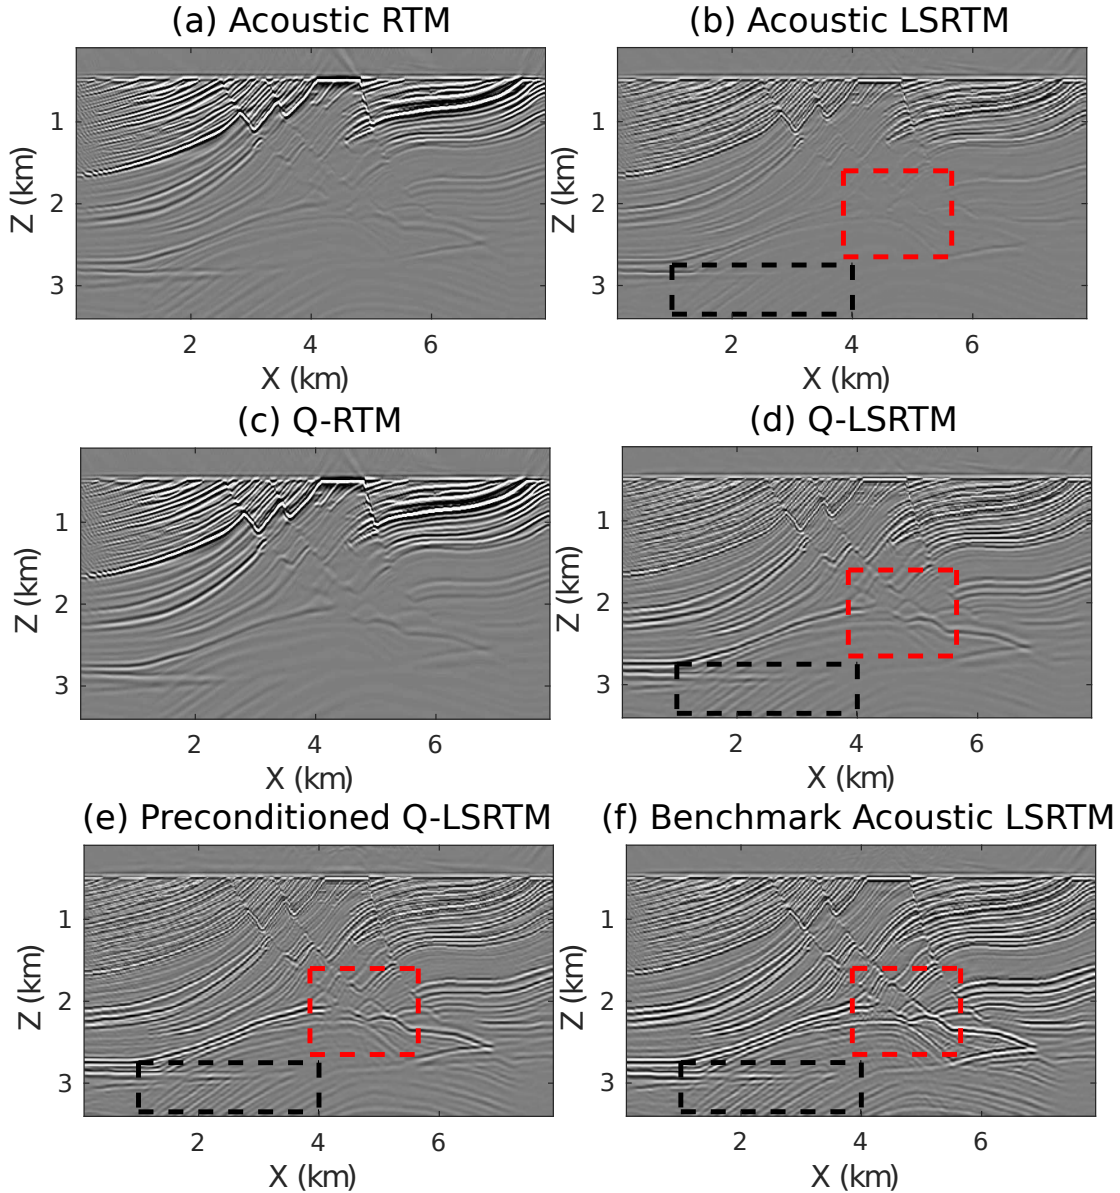 (a) Acoustic RTM
(b) Acoustic LSRTM
Z (km)
1
2
3
2
4
6
X (km)
Z (km)
1
2
3
2
4
6
X (km)
(c) Q-RTM
(d) Q-LSRTM
Z (km)
1
2
3
2
4
6
X (km)
Z (km)
1
2
3
2
4
6
X (km)
(e) Preconditioned Q-LSRTM
(f) Benchmark Acoustic LSRTM
Z (km)
1
2
3
2
4
6
X (km)
Z (km)
1
2
3
2
4
6
X (km)